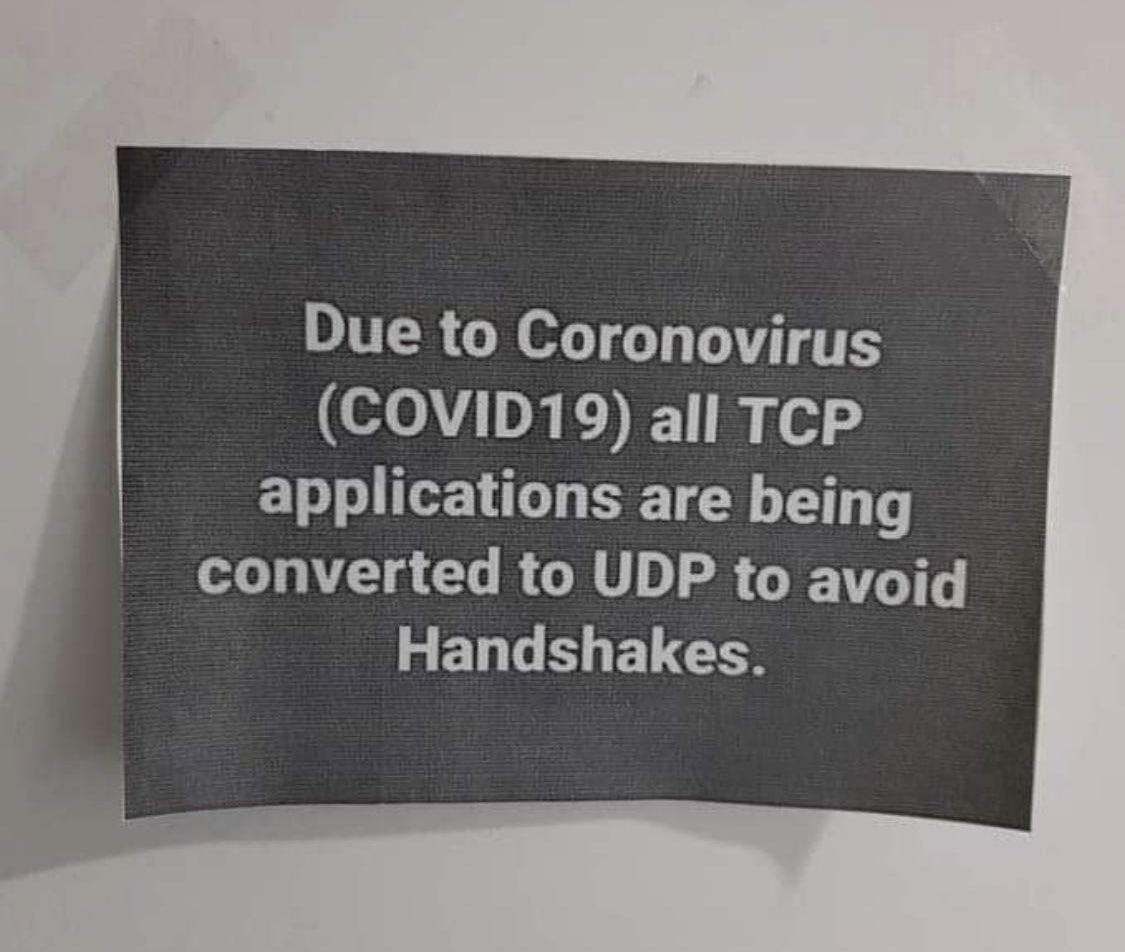 Due to Coronovirus
(COVID19) all TCP
applications are being
converted to UDP to avoid
Handshakes.